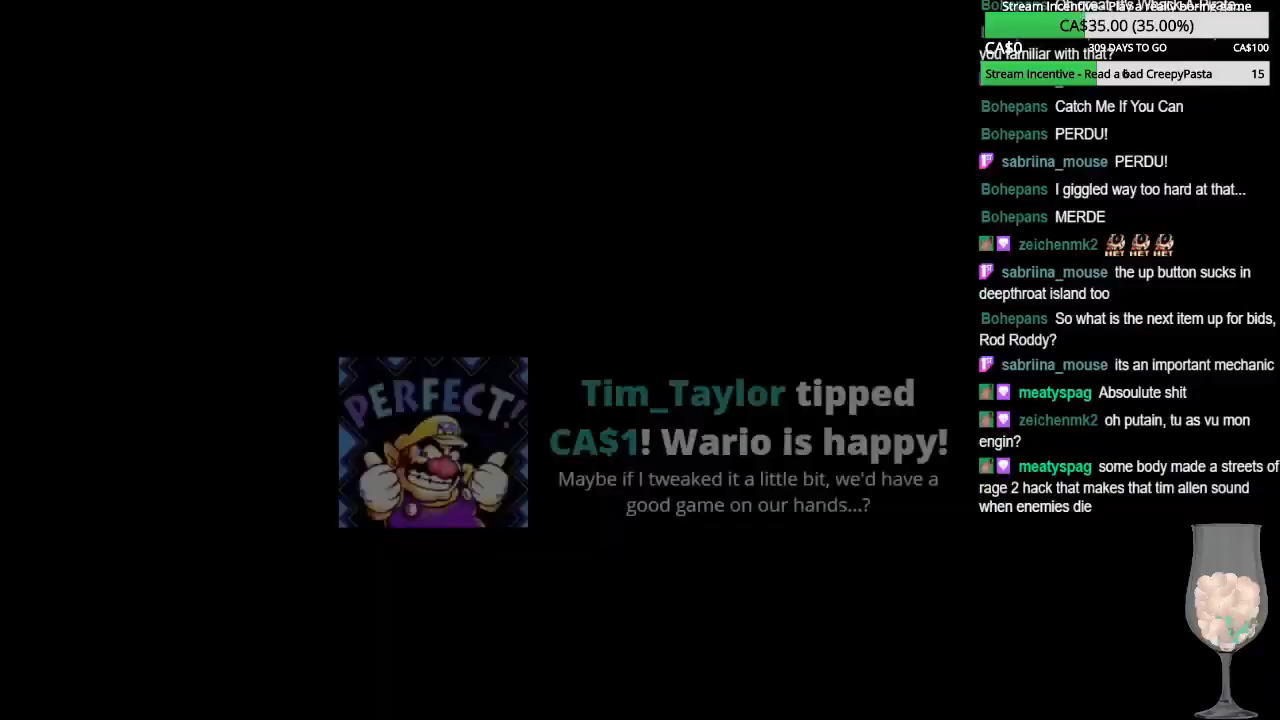 Stream Incentive - Play a really boring game
CA$35.00 (35.00%)
CA$0
309 DAYS TO GO
CA$100
you familiar with that?
Stream Incentive - Read a bad CreepyPasta
6
15
Bohepans Catch Me If You Can
Bohepans PERDU!
sabriina_mouse PERDU!
Bohepans I giggled way too hard at that...
Bohepans MERDE
zeichenmk2 HET HET HET
sabriina_mouse the up button sucks in
deepthroat island too
Bohepans So what is the next item up for bids,
Rod Roddy?
sabriina_mouse its an important mechanic
meatyspag Absoulute shit
zeichenmk2 oh putain, tu as vu mon
engin?
meatyspag some body made a streets of
rage 2 hack that makes that tim allen sound
when enemies die
PERFECT!
Tim_Taylor tipped
CA$1! Wario is happy!
Maybe if I tweaked it a little bit, we'd have a
good game on our hands...?